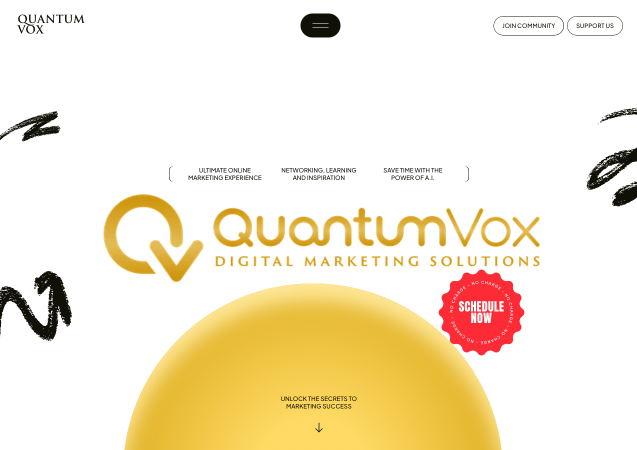 QUANTUM
VOX
JOIN COMMUNITY
SUPPORT US
ULTIMATE ONLINE
MARKETING EXPERIENCE
NETWORKING, LEARNING
AND INSPIRATION
SAVE TIME WITH THE
POWER OF A.I.
QuantumVox
DIGITAL MARKETING SOLUTIONS
NO CHARGE - NO CHARGE - NO CHARGE - NO CHARGE -
SCHEDULE
NOW
UNLOCK THE SECRETS TO
MARKETING SUCCESS